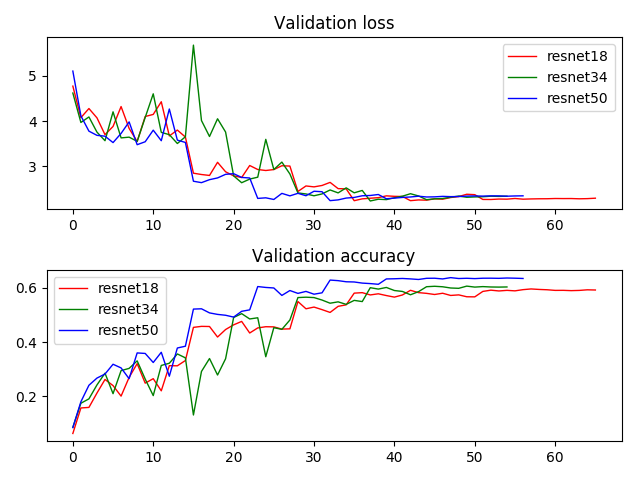 Validation loss
5
4
3
resnet18
resnet34
resnet50
0 10 20 30 40 50 60
Validation accuracy
0.6
0.4
0.2
resnet18
resnet34
resnet50
0 10 20 30 40 50 60